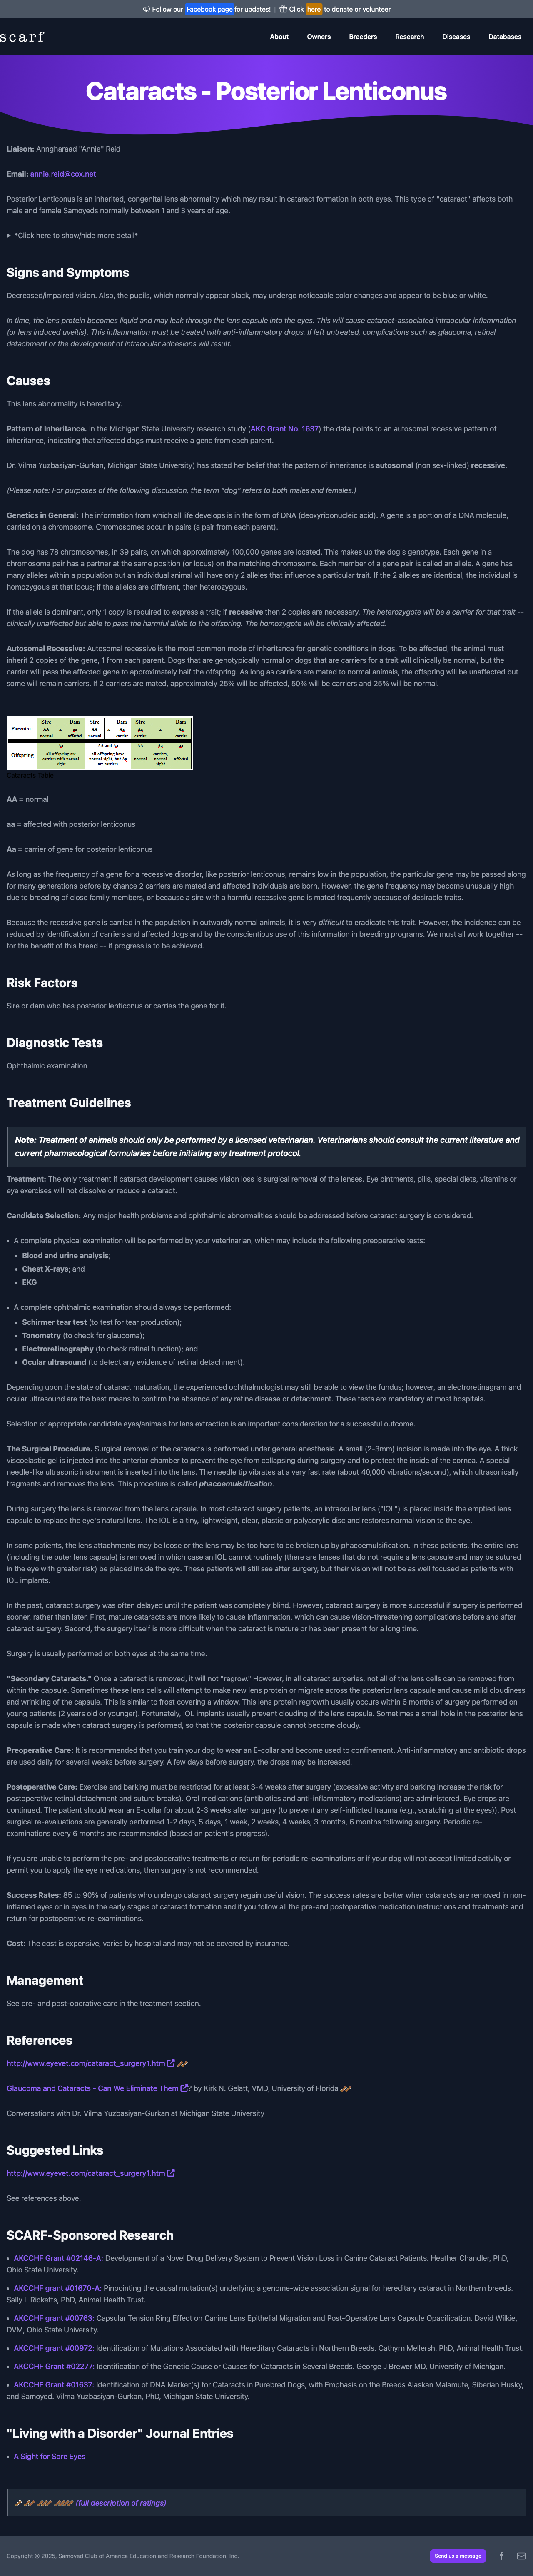 Follow our Facebook page for updates! | Click here to donate or volunteer
scarf
About Owners Breeders Research Diseases Databases
Cataracts - Posterior Lenticonus
Liaison: Anngharaad "Annie" Reid
Email: annie.reid@cox.net
Posterior Lenticonus is an inherited, congenital lens abnormality which may result in cataract formation in both eyes. This type of "cataract" affects both
male and female Samoyeds normally between 1 and 3 years of age.
*Click here to show/hide more detail*
Signs and Symptoms
Decreased/impaired vision. Also, the pupils, which normally appear black, may undergo noticeable color changes and appear to be blue or white.
In time, the lens protein becomes liquid and may leak through the lens capsule into the eyes. This will cause cataract-associated intraocular inflammation
(or lens induced uveitis). This inflammation must be treated with anti-inflammatory drops. If left untreated, complications such as glaucoma, retinal
detachment or the development of intraocular adhesions will result.
Causes
This lens abnormality is hereditary.
Pattern of Inheritance. In the Michigan State University research study (AKC Grant No. 1637) the data points to an autosomal recessive pattern of
inheritance, indicating that affected dogs must receive a gene from each parent.
Dr. Vilma Yuzbasiyan-Gurkan, Michigan State University) has stated her belief that the pattern of inheritance is autosomal (non sex-linked) recessive.
(Please note: For purposes of the following discussion, the term "dog" refers to both males and females.)
Genetics in General: The information from which all life develops is in the form of DNA (deoxyribonucleic acid). A gene is a portion of a DNA molecule,
carried on a chromosome. Chromosomes occur in pairs (a pair from each parent).
The dog has 78 chromosomes, in 39 pairs, on which approximately 100,000 genes are located. This makes up the dog's genotype. Each gene in a
chromosome pair has a partner at the same position (or locus) on the matching chromosome. Each member of a gene pair is called an allele. A gene has
many alleles within a population but an individual animal will have only 2 alleles that influence a particular trait. If the 2 alleles are identical, the individual is
homozygous at that locus; if the alleles are different, then heterozygous.
If the allele is dominant, only 1 copy is required to express a trait; if recessive then 2 copies are necessary. The heterozygote will be a carrier for that trait --
clinically unaffected but able to pass the harmful allele to the offspring. The homozygote will be clinically affected.
Autosomal Recessive: Autosomal recessive is the most common mode of inheritance for genetic conditions in dogs. To be affected, the animal must
inherit 2 copies of the gene, 1 from each parent. Dogs that are genotypically normal or dogs that are carriers for a trait will clinically be normal, but the
carrier will pass the affected gene to approximately half the offspring. As long as carriers are mated to normal animals, the offspring will be unaffected but
some will remain carriers. If 2 carriers are mated, approximately 25% will be affected, 50% will be carriers and 25% will be normal.
Parents: Sire Dam Sire Dam Sire Dam
AA x aa AA x Aa Aa x Aa
normal affected normal carrier carrier carrier
Offspring Aa AA and Aa AA Aa aa
all offspring are carriers with normal sight all offspring have normal sight, but Aa are carriers normal carrier, normal sight affected
Cataracts Table
AA = normal
aa = affected with posterior lenticonus
Aa = carrier of gene for posterior lenticonus
As long as the frequency of a gene for a recessive disorder, like posterior lenticonus, remains low in the population, the particular gene may be passed along
for many generations before by chance 2 carriers are mated and affected individuals are born. However, the gene frequency may become unusually high
due to breeding of close family members, or because a sire with a harmful recessive gene is mated frequently because of desirable traits.
Because the recessive gene is carried in the population in outwardly normal animals, it is very difficult to eradicate this trait. However, the incidence can be
reduced by identification of carriers and affected dogs and by the conscientious use of this information in breeding programs. We must all work together --
for the benefit of this breed -- if progress is to be achieved.
Risk Factors
Sire or dam who has posterior lenticonus or carries the gene for it.
Diagnostic Tests
Ophthalmic examination
Treatment Guidelines
Note: Treatment of animals should only be performed by a licensed veterinarian. Veterinarians should consult the current literature and
current pharmacological formularies before initiating any treatment protocol.
Treatment: The only treatment if cataract development causes vision loss is surgical removal of the lenses. Eye ointments, pills, special diets, vitamins or
eye exercises will not dissolve or reduce a cataract.
Candidate Selection: Any major health problems and ophthalmic abnormalities should be addressed before cataract surgery is considered.
• A complete physical examination will be performed by your veterinarian, which may include the following preoperative tests:
• Blood and urine analysis;
• Chest X-rays; and
• EKG
• A complete ophthalmic examination should always be performed:
• Schirmer tear test (to test for tear production);
• Tonometry (to check for glaucoma);
• Electroretinography (to check retinal function); and
• Ocular ultrasound (to detect any evidence of retinal detachment).
Depending upon the state of cataract maturation, the experienced ophthalmologist may still be able to view the fundus; however, an electroretinagram and
ocular ultrasound are the best means to confirm the absence of any retina disease or detachment. These tests are mandatory at most hospitals.
Selection of appropriate candidate eyes/animals for lens extraction is an important consideration for a successful outcome.
The Surgical Procedure. Surgical removal of the cataracts is performed under general anesthesia. A small (2-3mm) incision is made into the eye. A thick
viscoelastic gel is injected into the anterior chamber to prevent the eye from collapsing during surgery and to protect the inside of the cornea. A special
needle-like ultrasonic instrument is inserted into the lens. The needle tip vibrates at a very fast rate (about 40,000 vibrations/second), which ultrasonically
fragments and removes the lens. This procedure is called phacoemulsification.
During surgery the lens is removed from the lens capsule. In most cataract surgery patients, an intraocular lens ("IOL") is placed inside the emptied lens
capsule to replace the eye's natural lens. The IOL is a tiny, lightweight, clear, plastic or polyacrylic disc and restores normal vision to the eye.
In some patients, the lens attachments may be loose or the lens may be too hard to be broken up by phacoemulsification. In these patients, the entire lens
(including the outer lens capsule) is removed in which case an IOL cannot routinely (there are lenses that do not require a lens capsule and may be sutured
in the eye with greater risk) be placed inside the eye. These patients will still see after surgery, but their vision will not be as well focused as patients with
IOL implants.
In the past, cataract surgery was often delayed until the patient was completely blind. However, cataract surgery is more successful if surgery is performed
sooner, rather than later. First, mature cataracts are more likely to cause inflammation, which can cause vision-threatening complications before and after
cataract surgery. Second, the surgery itself is more difficult when the cataract is mature or has been present for a long time.
Surgery is usually performed on both eyes at the same time.
"Secondary Cataracts." Once a cataract is removed, it will not "regrow." However, in all cataract surgeries, not all of the lens cells can be removed from
within the capsule. Sometimes these lens cells will attempt to make new lens protein or migrate across the posterior lens capsule and cause mild cloudiness
and wrinkling of the capsule. This is similar to frost covering a window. This lens protein regrowth usually occurs within 6 months of surgery performed on
young patients (2 years old or younger). Fortunately, IOL implants usually prevent clouding of the lens capsule. Sometimes a small hole in the posterior lens
capsule is made when cataract surgery is performed, so that the posterior capsule cannot become cloudy.
Preoperative Care: It is recommended that you train your dog to wear an E-collar and become used to confinement. Anti-inflammatory and antibiotic drops
are used daily for several weeks before surgery. A few days before surgery, the drops may be increased.
Postoperative Care: Exercise and barking must be restricted for at least 3-4 weeks after surgery (excessive activity and barking increase the risk for
postoperative retinal detachment and suture breaks). Oral medications (antibiotics and anti-inflammatory medications) are administered. Eye drops are
continued. The patient should wear an E-collar for about 2-3 weeks after surgery (to prevent any self-inflicted trauma (e.g., scratching at the eyes)). Post
surgical re-evaluations are generally performed 1-2 days, 5 days, 1 week, 2 weeks, 4 weeks, 3 months, 6 months following surgery. Periodic re-
examinations every 6 months are recommended (based on patient's progress).
If you are unable to perform the pre- and postoperative treatments or return for periodic re-examinations or if your dog will not accept limited activity or
permit you to apply the eye medications, then surgery is not recommended.
Success Rates: 85 to 90% of patients who undergo cataract surgery regain useful vision. The success rates are better when cataracts are removed in non-
inflamed eyes or in eyes in the early stages of cataract formation and if you follow all the pre-and postoperative medication instructions and treatments and
return for postoperative re-examinations.
Cost: The cost is expensive, varies by hospital and may not be covered by insurance.
Management
See pre- and post-operative care in the treatment section.
References
http://www.eyevet.com/cataract_surgery1.htm
Glaucoma and Cataracts - Can We Eliminate Them ? by Kirk N. Gelatt, VMD, University of Florida
Conversations with Dr. Vilma Yuzbasiyan-Gurkan at Michigan State University
Suggested Links
http://www.eyevet.com/cataract_surgery1.htm
See references above.
SCARF-Sponsored Research
• AKCCHF Grant #02146-A: Development of a Novel Drug Delivery System to Prevent Vision Loss in Canine Cataract Patients. Heather Chandler, PhD,
Ohio State University.
• AKCCHF grant #01670-A: Pinpointing the causal mutation(s) underlying a genome-wide association signal for hereditary cataract in Northern breeds.
Sally L Ricketts, PhD, Animal Health Trust.
• AKCCHF grant #00763: Capsular Tension Ring Effect on Canine Lens Epithelial Migration and Post-Operative Lens Capsule Opacification. David Wilkie,
DVM, Ohio State University.
• AKCCHF grant #00972: Identification of Mutations Associated with Hereditary Cataracts in Northern Breeds. Cathyrn Mellersh, PhD, Animal Health Trust.
• AKCCHF Grant #02277: Identification of the Genetic Cause or Causes for Cataracts in Several Breeds. George J Brewer MD, University of Michigan.
• AKCCHF Grant #01637: Identification of DNA Marker(s) for Cataracts in Purebred Dogs, with Emphasis on the Breeds Alaskan Malamute, Siberian Husky,
and Samoyed. Vilma Yuzbasiyan-Gurkan, PhD, Michigan State University.
"Living with a Disorder" Journal Entries
• A Sight for Sore Eyes
(full description of ratings)
Copyright © 2025, Samoyed Club of America Education and Research Foundation, Inc.
Send us a message